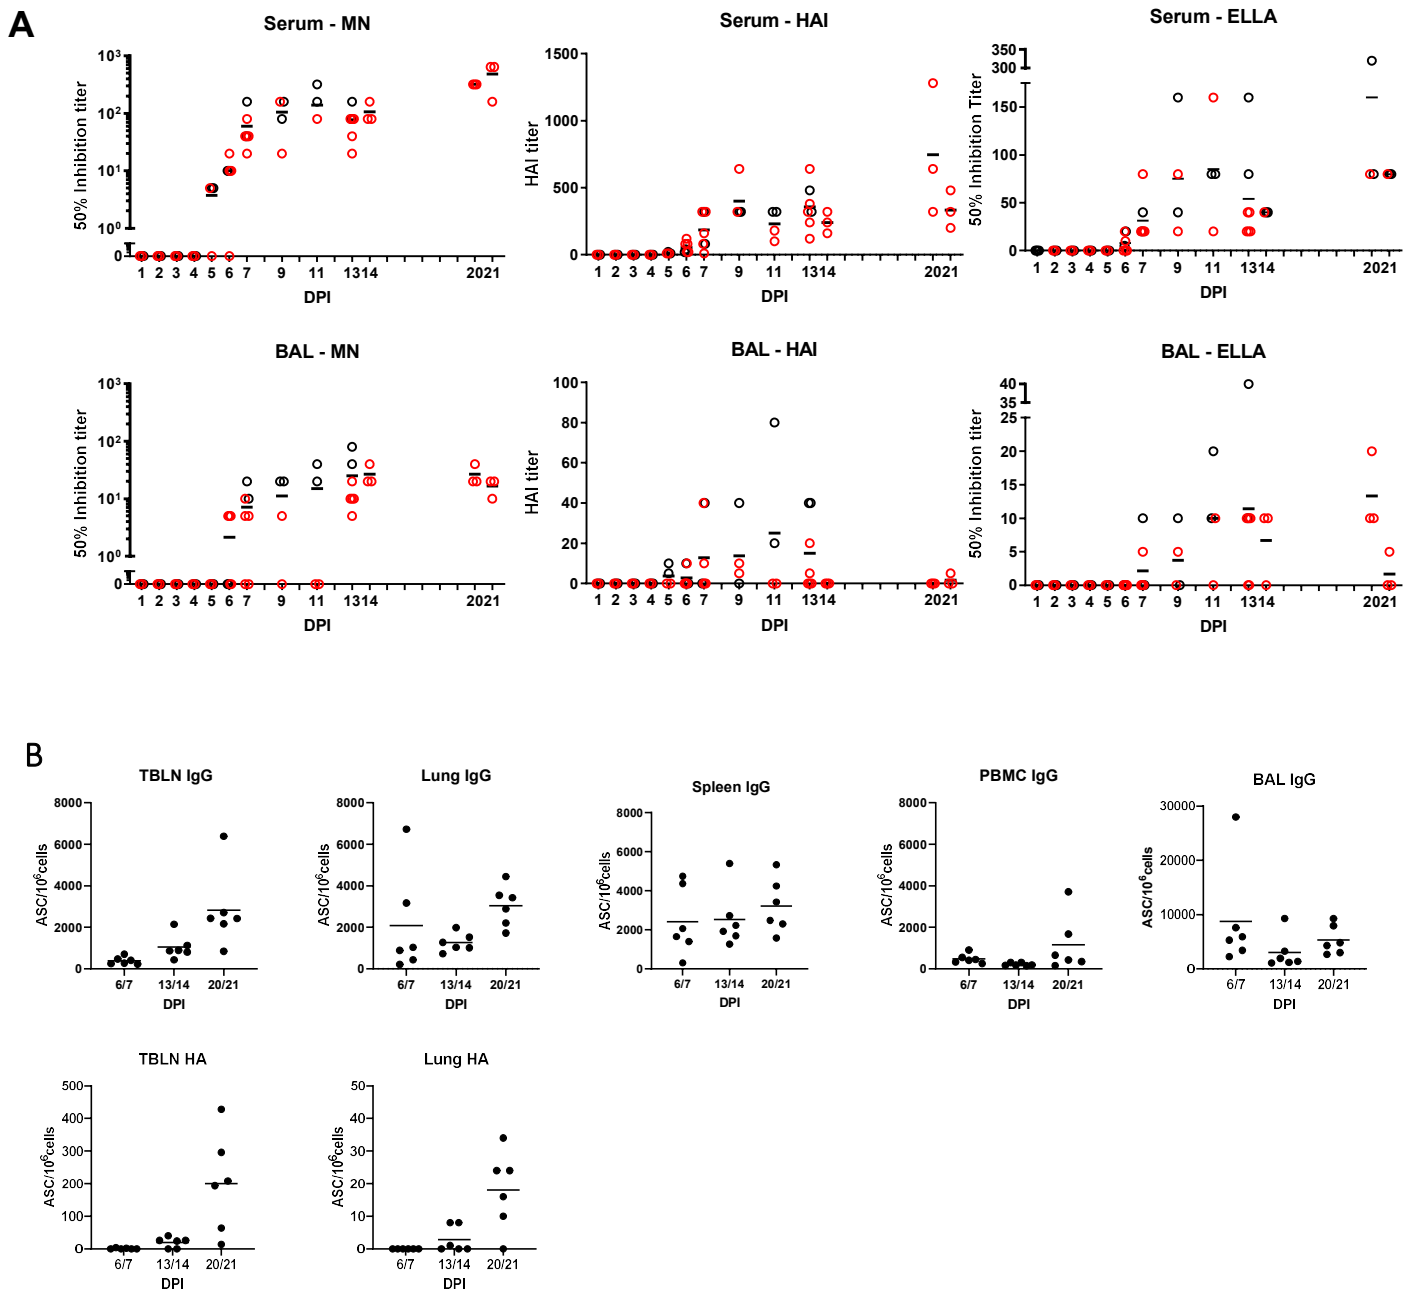 A
Serum - MN
50% Inhibition titer
10³
10²
10¹
10⁰
0
1 2 3 4 5 6 7 9 11 1314 2021
DPI
Serum - HAI
HAI titer
1500
1000
500
0
1 2 3 4 5 6 7 9 11 1314 2021
DPI
Serum - ELLA
50% Inhibition Titer
350
300
150
100
50
0
1 2 3 4 5 6 7 9 11 1314 2021
DPI
BAL - MN
50% Inhibition titer
10³
10²
10¹
10⁰
0
1 2 3 4 5 6 7 9 11 1314 2021
DPI
BAL - HAI
HAI titer
100
80
60
40
20
0
1 2 3 4 5 6 7 9 11 1314 2021
DPI
BAL - ELLA
50% Inhibition titer
40
35
25
20
15
10
5
0
1 2 3 4 5 6 7 9 11 1314 2021
DPI
B
TBLN IgG
ASC/10⁶cells
8000
6000
4000
2000
0
6/7 13/14 20/21
DPI
Lung IgG
ASC/10⁶cells
8000
6000
4000
2000
0
6/7 13/14 20/21
DPI
Spleen IgG
ASC/10⁶cells
8000
6000
4000
2000
0
6/7 13/14 20/21
DPI
PBMC IgG
ASC/10⁶cells
8000
6000
4000
2000
0
6/7 13/14 20/21
DPI
BAL IgG
ASC/10⁶cells
30000
20000
10000
0
6/7 13/14 20/21
DPI
TBLN HA
ASC/10⁶cells
500
400
300
200
100
0
6/7 13/14 20/21
DPI
Lung HA
ASC/10⁶cells
50
40
30
20
10
0
6/7 13/14 20/21
DPI